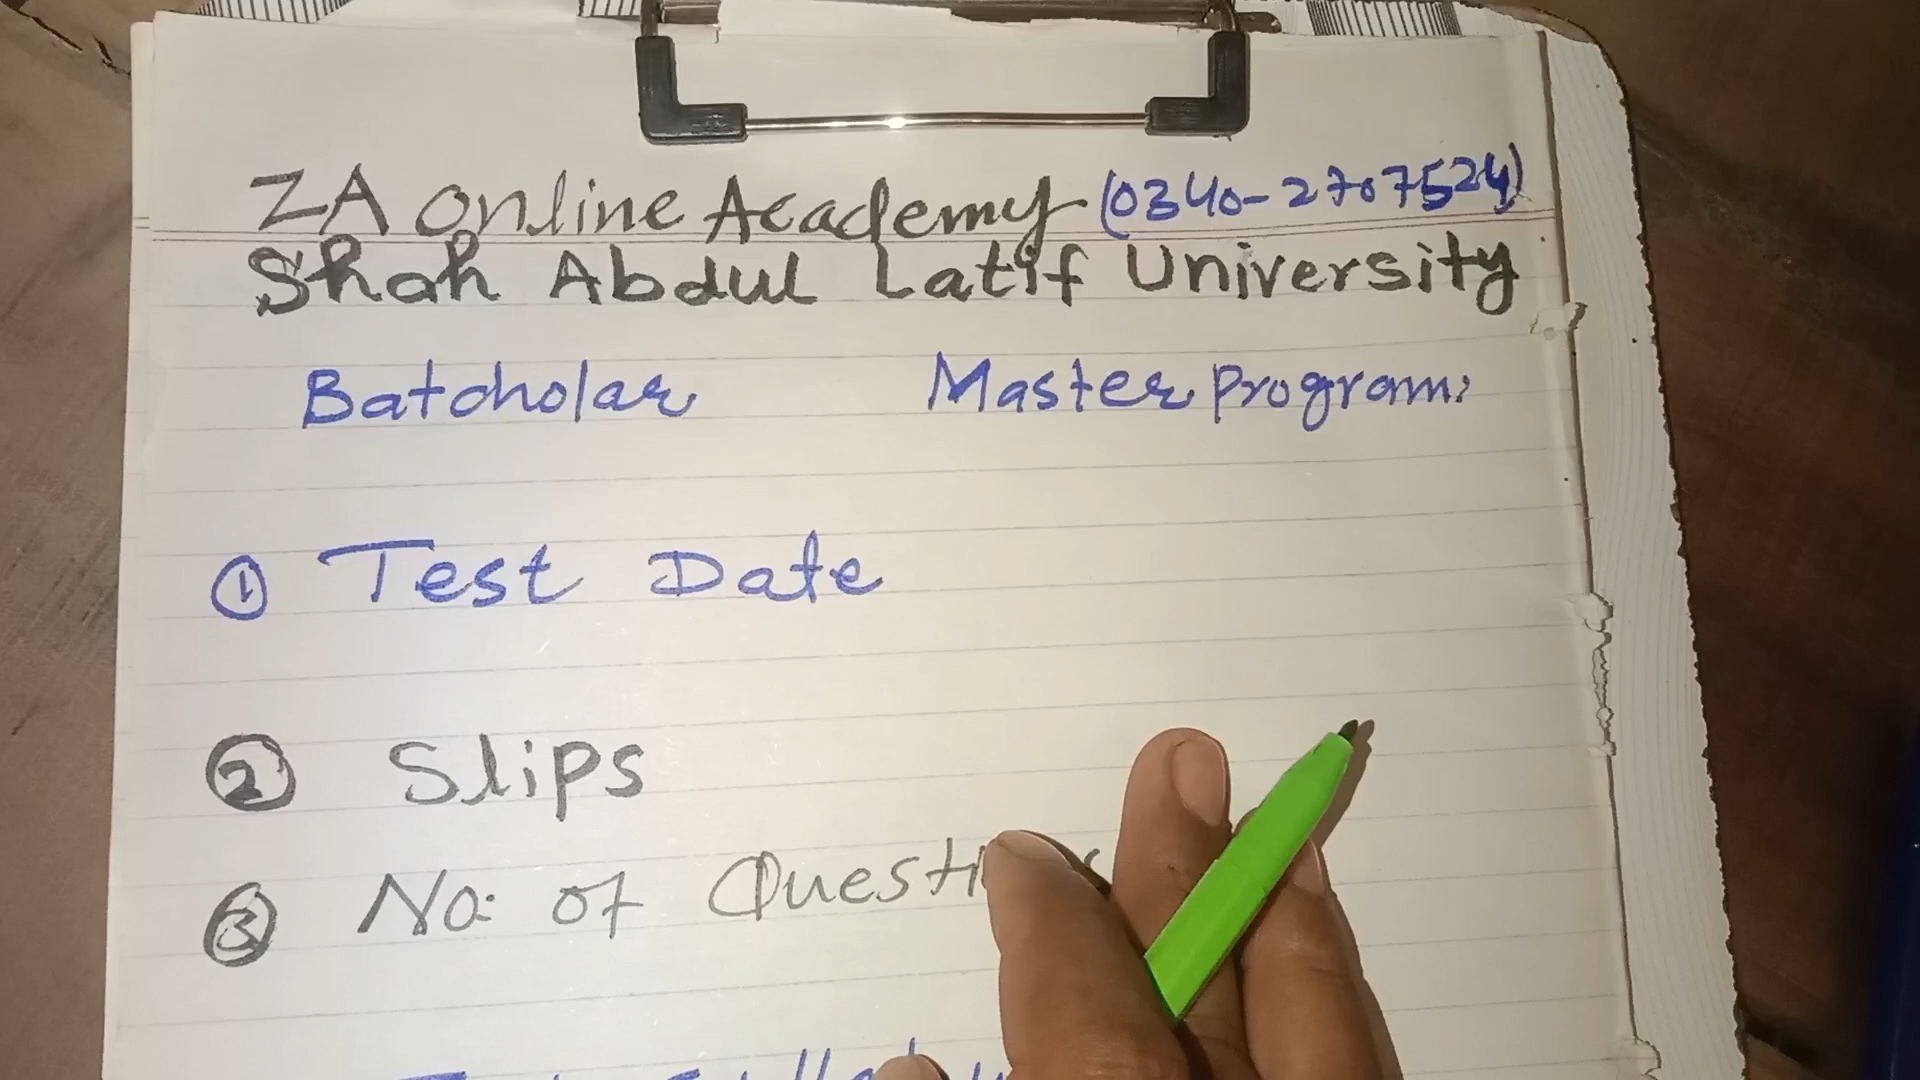 ZA Online Academy (0340-2707524)
Shah Abdul Latif University
Batcholar Master Program:
① Test Date
② Slips
③ No: of